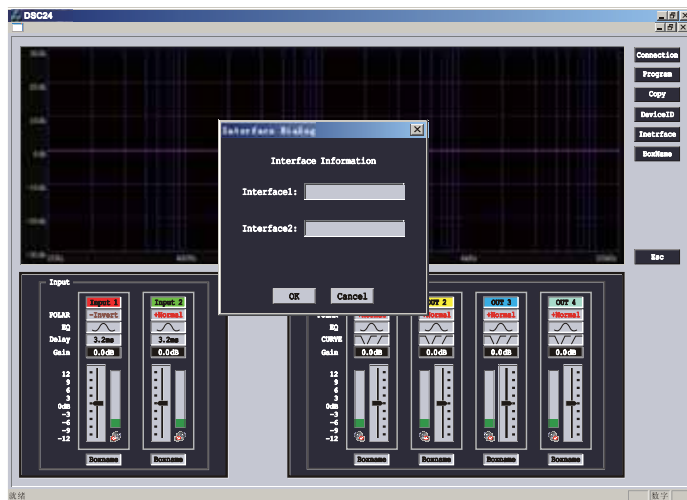 DSC24
Connection
Program
Copy
DeviceID
Inetrface
BoxName
Esc
Interface Information
Interface1:
Interface2:
OK
Cancel
Input
Input 1
Input 2
POLAR
-Invert
+Normal
EQ
Delay
3.2ms
3.2ms
Gain
0.0dB
0.0dB
12
9
6
3
0dB
-3
-6
-9
-12
Boxname
Boxname
OUT 2
OUT 3
OUT 4
+Normal
+Normal
+Normal
EQ
CURVE
Gain
0.0dB
0.0dB
0.0dB
0.0dB
12
9
6
3
0dB
-3
-6
-9
-12
Boxname
Boxname
Boxname
Boxname
就绪
数字